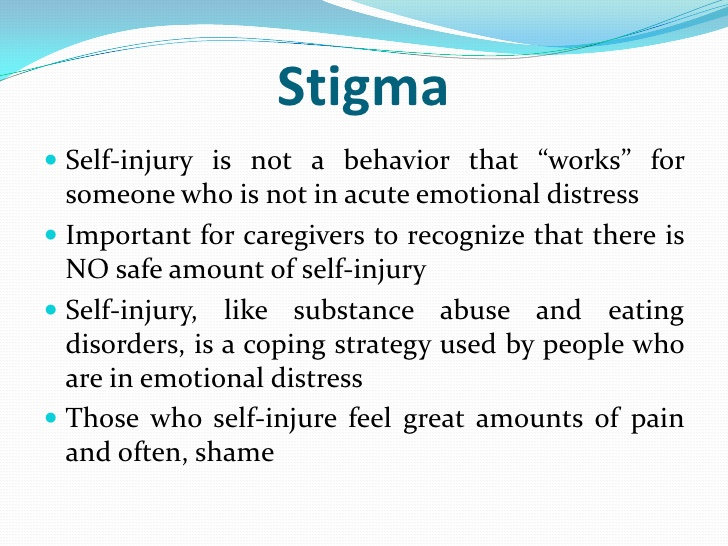 Stigma
• Self-injury is not a behavior that “works” for
someone who is not in acute emotional distress
• Important for caregivers to recognize that there is
NO safe amount of self-injury
• Self-injury, like substance abuse and eating
disorders, is a coping strategy used by people who
are in emotional distress
• Those who self-injure feel great amounts of pain
and often, shame